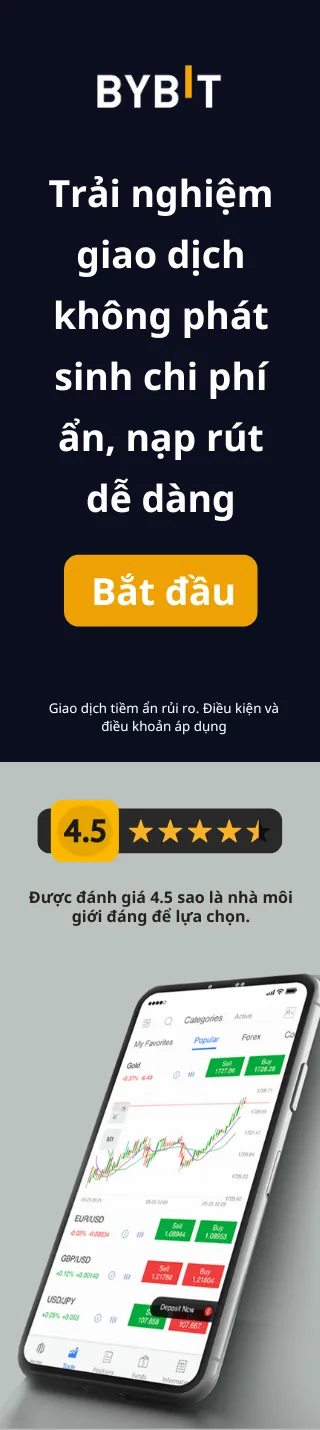 BYBIT
Trải nghiệm
giao dịch
không phát
sinh chi phí
ẩn, nạp rút
dễ dàng
Bắt đầu
Giao dịch tiềm ẩn rủi ro. Điều kiện và
điều khoản áp dụng
4.5
Được đánh giá 4.5 sao là nhà môi
giới đáng để lựa chọn.
Categories Active
My Favorites Popular Forex Co
Gold
-0.37% -6.49
Sell Buy
1727.86 1728.28
M1
EUR/USD
Sell Buy
1.08944 1.08953
GBP/USD
+0.12% +0.00140
Sell Buy
1.21786 1.21804
USD/JPY
+0.05% +0.053
Deposit Now
107.658 107.667
Trade Positions Funds